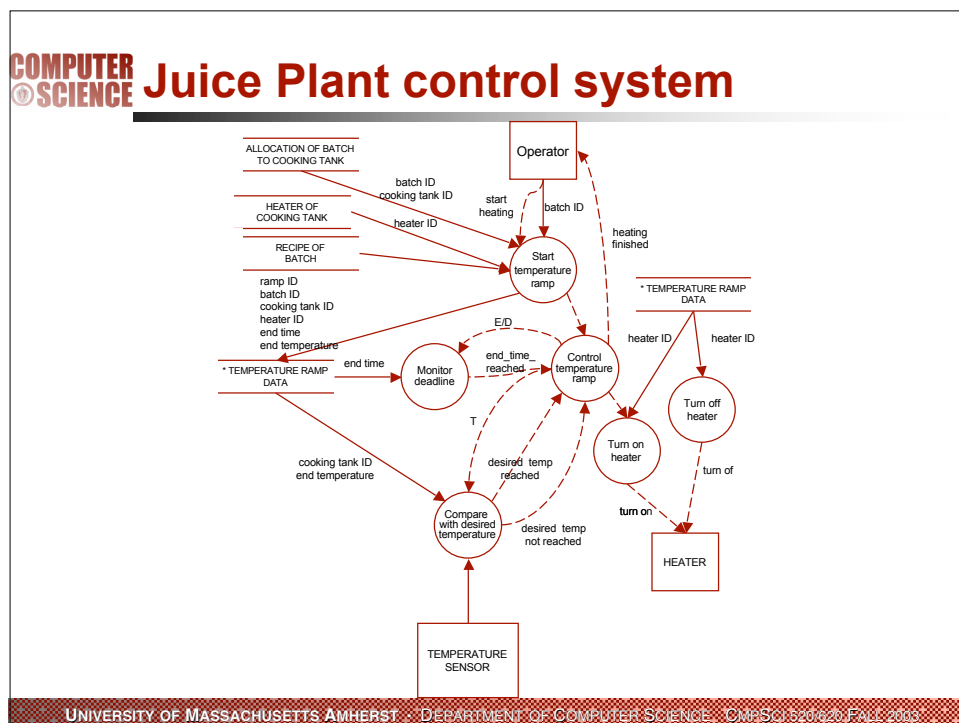 COMPUTER
SCIENCE
Juice Plant control system
ALLOCATION OF BATCH
TO COOKING TANK
Operator
batch ID
cooking tank ID
start
heating
batch ID
HEATER OF
COOKING TANK
heater ID
heating
finished
RECIPE OF
BATCH
Start
temperature
ramp
ramp ID
batch ID
cooking tank ID
heater ID
end time
end temperature
* TEMPERATURE RAMP
DATA
E/D
heater ID
heater ID
* TEMPERATURE RAMP
DATA
end time
Monitor
deadline
end_time_
reached
Control
temperature
ramp
Turn off
heater
T
Turn on
heater
cooking tank ID
end temperature
desired temp
reached
turn of
Compare
with desired
temperature
desired temp
not reached
turn on
HEATER
TEMPERATURE
SENSOR
UNIVERSITY OF MASSACHUSETTS AMHERST • DEPARTMENT OF COMPUTER SCIENCE CMPSCI 520/620 FALL 2003